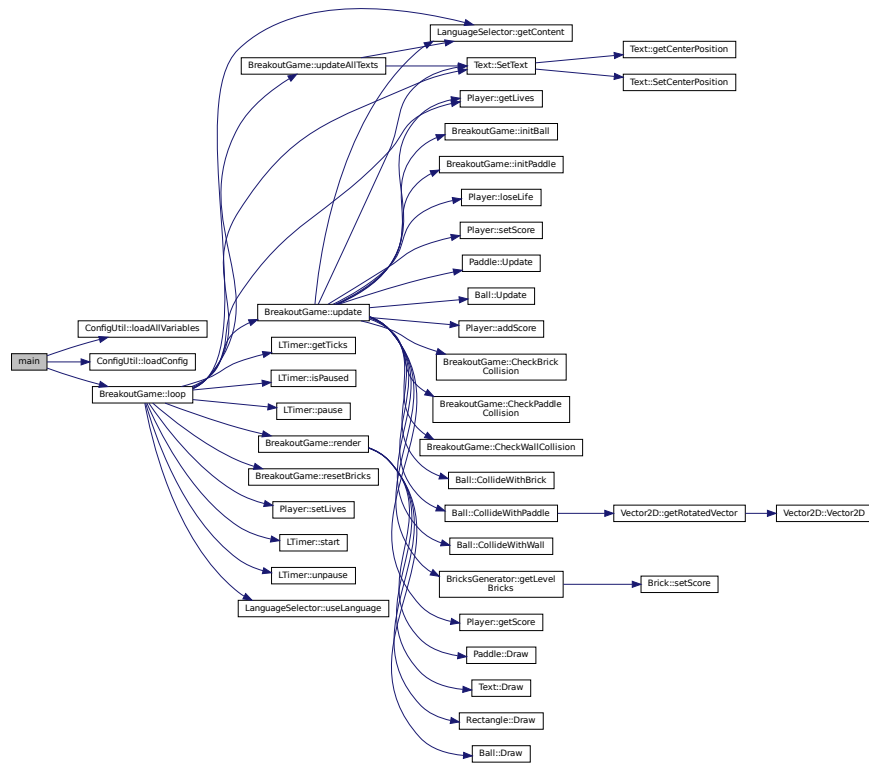 main
ConfigUtil::loadAllVariables
ConfigUtil::loadConfig
BreakoutGame::loop
BreakoutGame::updateAllTexts
BreakoutGame::update
LTimer::getTicks
LTimer::isPaused
LTimer::pause
BreakoutGame::render
BreakoutGame::resetBricks
Player::setLives
LTimer::start
LTimer::unpause
LanguageSelector::useLanguage
LanguageSelector::getContent
Text::SetText
Player::getLives
BreakoutGame::initBall
BreakoutGame::initPaddle
Player::loseLife
Player::setScore
Paddle::Update
Ball::Update
Player::addScore
BreakoutGame::CheckBrick
Collision
BreakoutGame::CheckPaddle
Collision
BreakoutGame::CheckWallCollision
Ball::CollideWithBrick
Ball::CollideWithPaddle
Ball::CollideWithWall
BricksGenerator::getLevel
Bricks
Player::getScore
Paddle::Draw
Text::Draw
Rectangle::Draw
Ball::Draw
Text::getCenterPosition
Text::SetCenterPosition
Vector2D::getRotatedVector
Brick::setScore
Vector2D::Vector2D